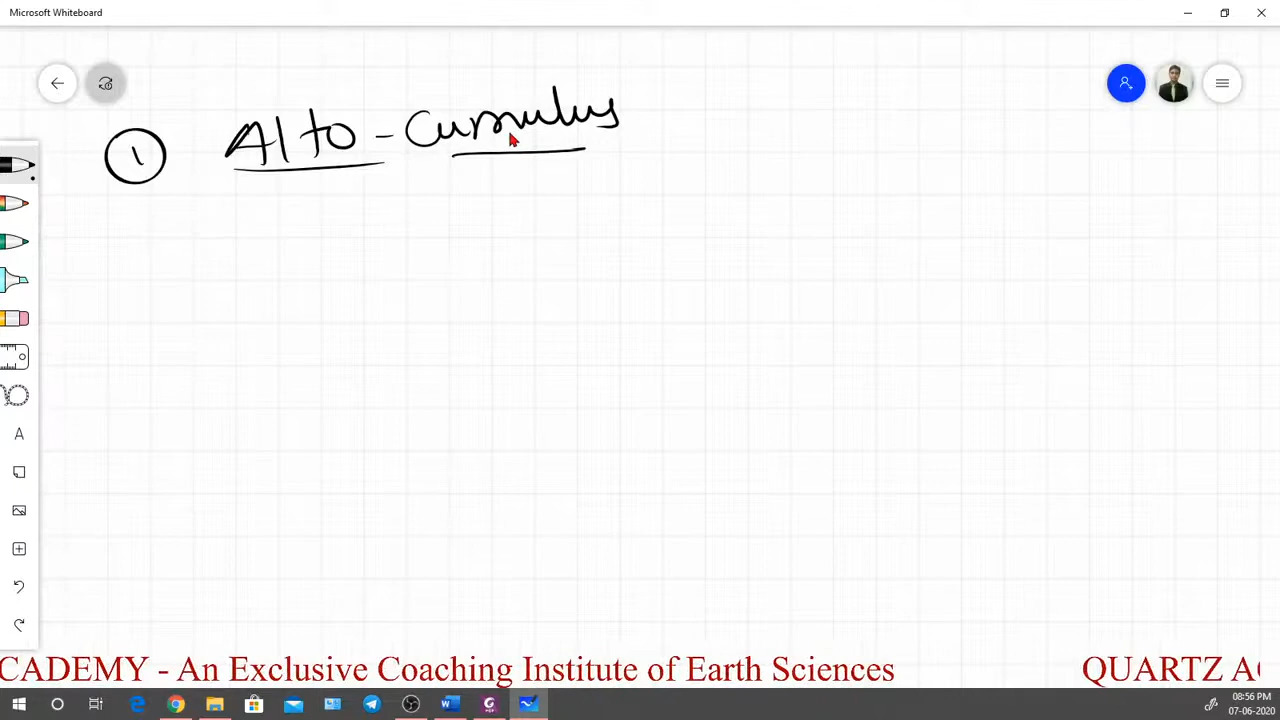 Microsoft Whiteboard
① Alto-Cumulus
A
CADEMY - An Exclusive Coaching Institute of Earth Sciences QUARTZ AC
08:56 PM
07-06-2020